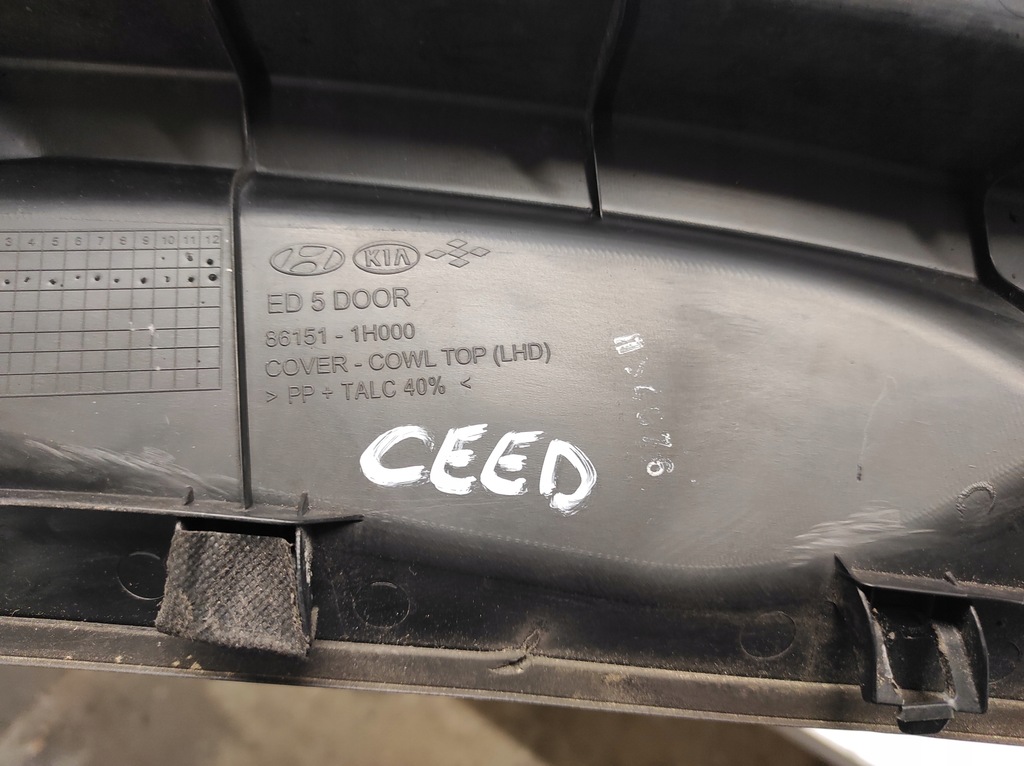 3 4 5 6 7 8 9 10 11 12
KIA
ED 5 DOOR
86151 - 1H000
COVER - COWL TOP (LHD)
> PP + TALC 40% <
CEED